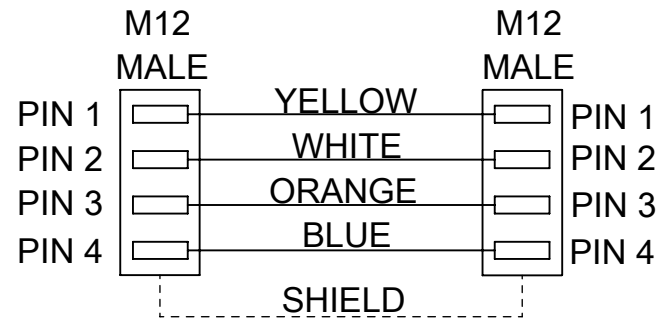 M12 M12
MALE MALE
PIN 1 YELLOW PIN 1
PIN 2 WHITE PIN 2
PIN 3 ORANGE PIN 3
PIN 4 BLUE PIN 4
SHIELD